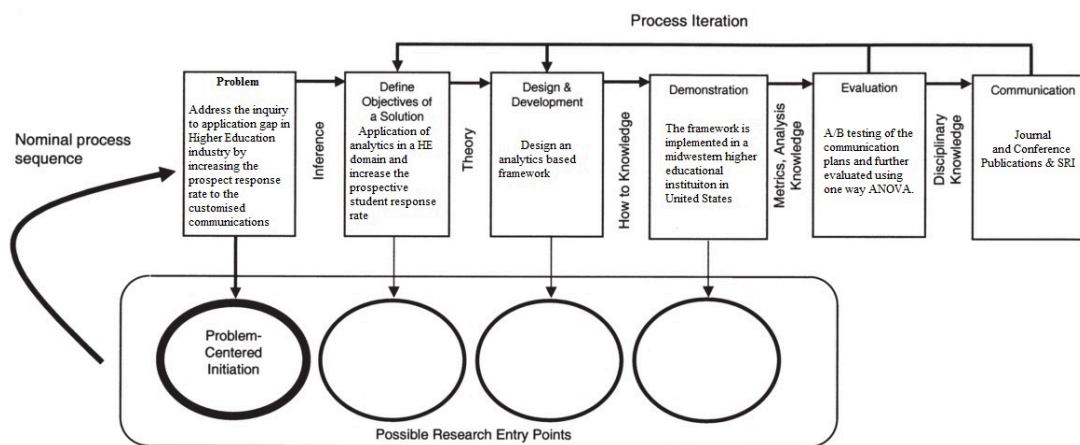 Process Iteration
Nominal process
sequence
Problem
Address the inquiry
to application gap in
Higher Education
industry by
increasing the
prospect response
rate to the
customised
communications
Inference
Define
Objectives of
a Solution
Application of
analytics in a HE
domain and
increase the
prospective
student response
rate
Theory
Design &
Development
Design an
analytics based
framework
How to Knowledge
Demonstration
The framework is
implemented in a
midwestern higher
educational
instituiton in
United States
Metrics, Analysis
Knowledge
Evaluation
A/B testing of the
communication
plans and further
evaluated using
one way ANOVA.
Disciplinary
Knowledge
Communication
Journal
and Conference
Publications & SRI
Problem-
Centered
Initiation
Possible Research Entry Points